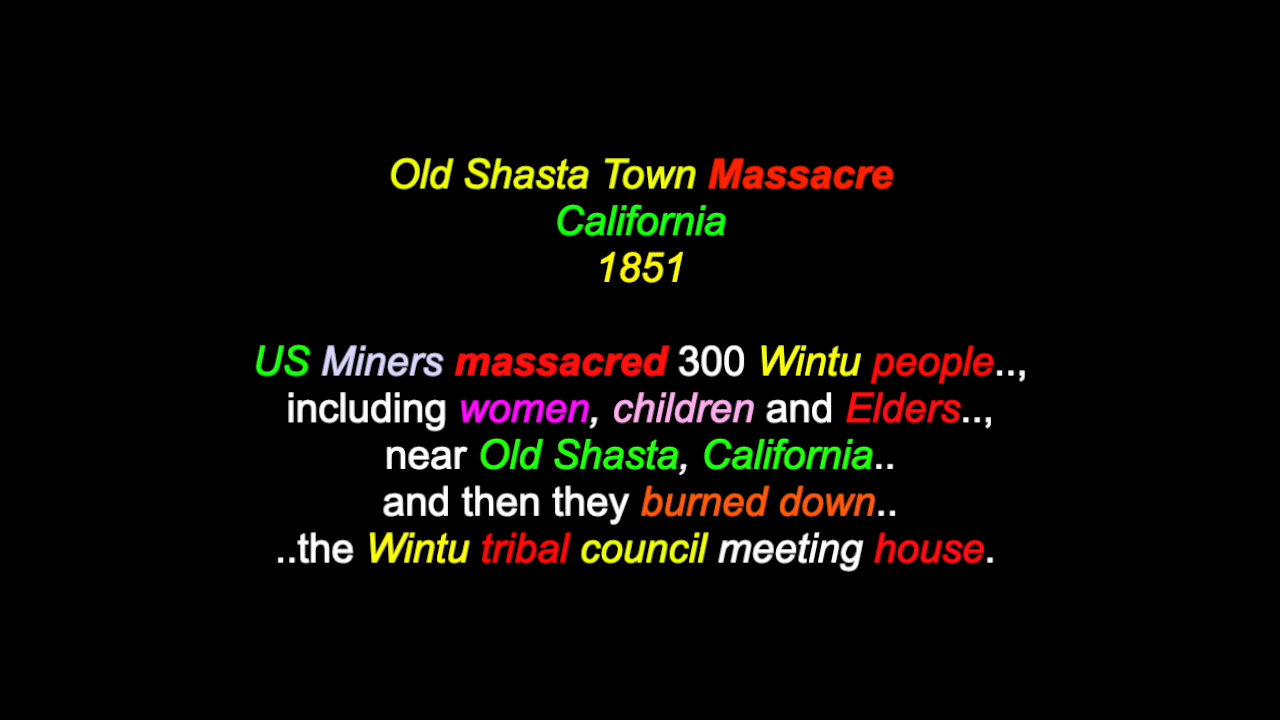 Old Shasta Town Massacre
California
1851
US Miners massacred 300 Wintu people..,
including women, children and Elders..,
near Old Shasta, California..
and then they burned down..
..the Wintu tribal council meeting house.